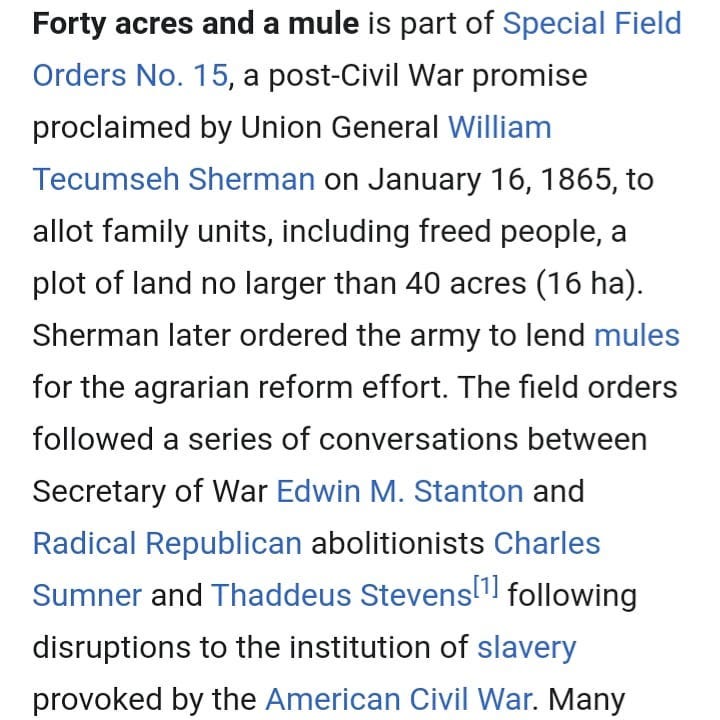 Forty acres and a mule is part of Special Field
Orders No. 15, a post-Civil War promise
proclaimed by Union General William
Tecumseh Sherman on January 16, 1865, to
allot family units, including freed people, a
plot of land no larger than 40 acres (16 ha).
Sherman later ordered the army to lend mules
for the agrarian reform effort. The field orders
followed a series of conversations between
Secretary of War Edwin M. Stanton and
Radical Republican abolitionists Charles
Sumner and Thaddeus Stevens[1] following
disruptions to the institution of slavery
provoked by the American Civil War. Many